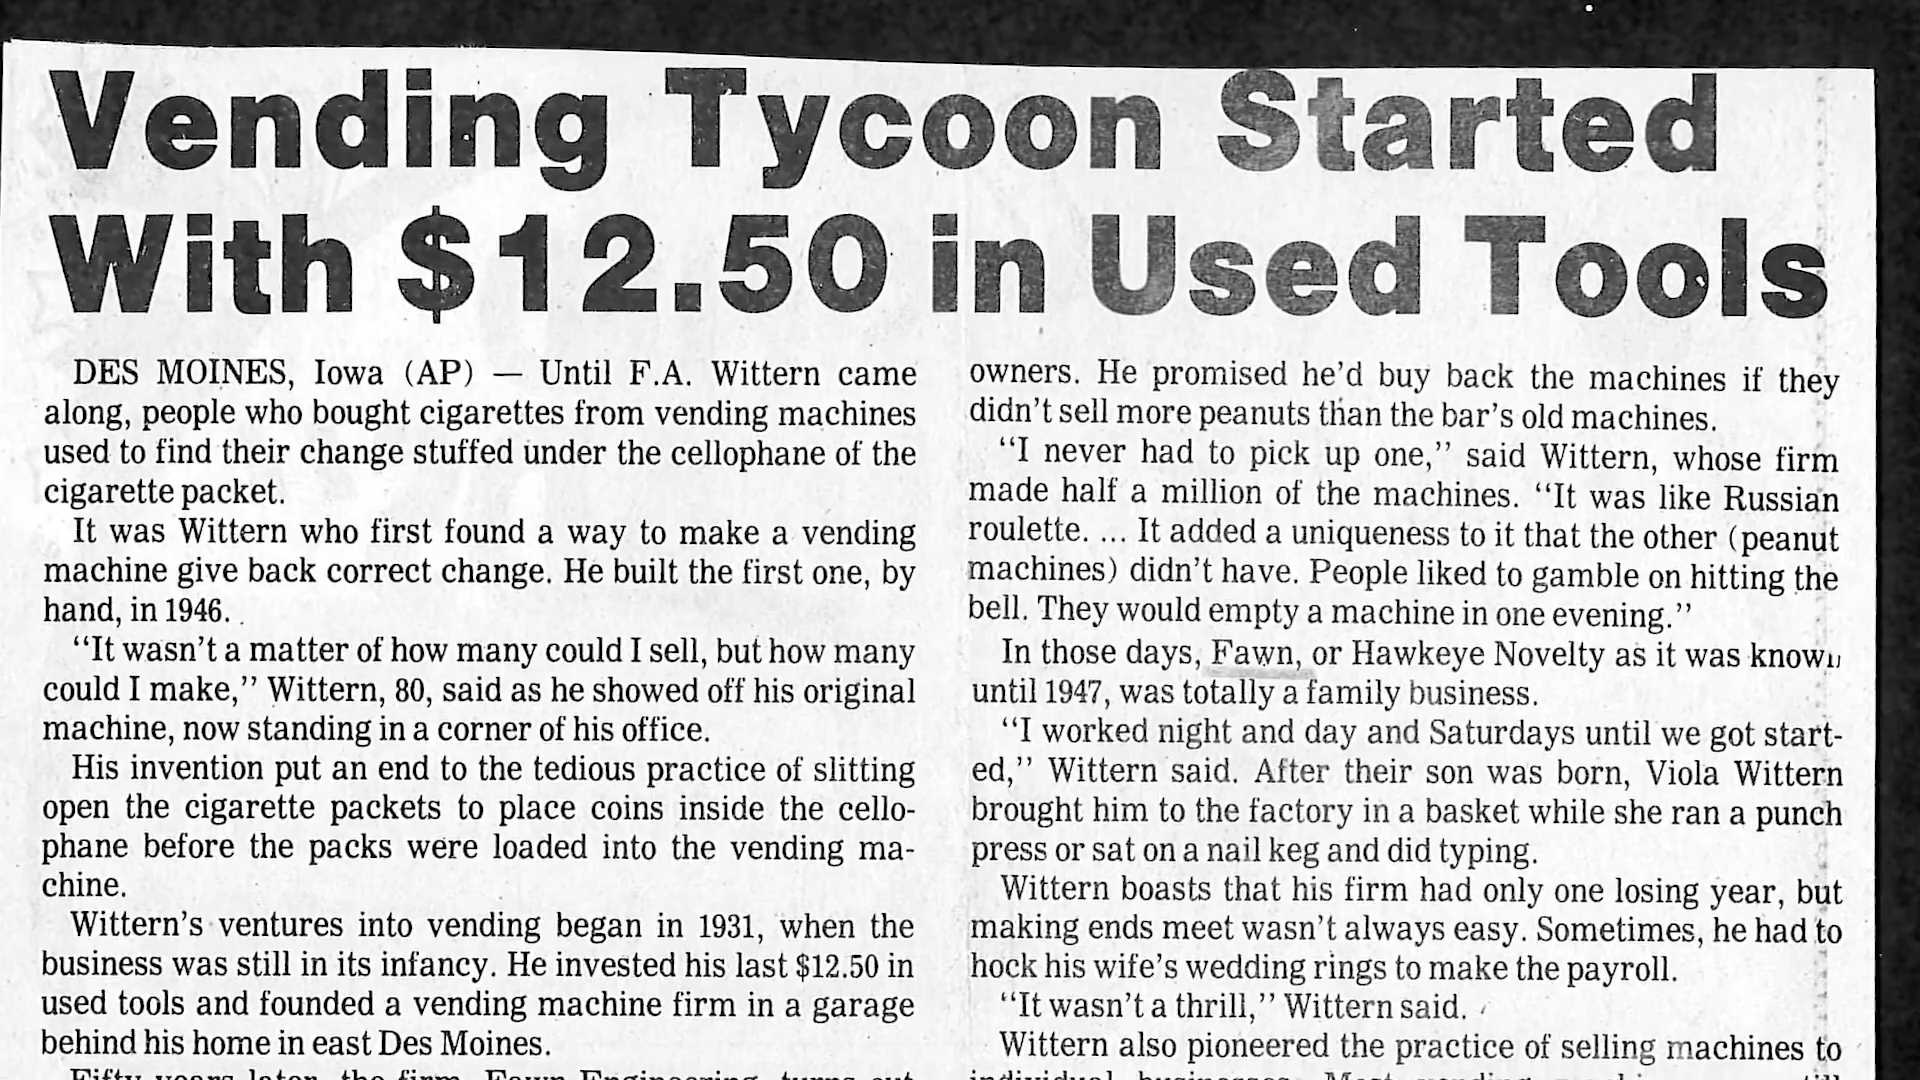 Vending Tycoon Started
With $12.50 in Used Tools
DES MOINES, Iowa (AP) — Until F.A. Wittern came
along, people who bought cigarettes from vending machines
used to find their change stuffed under the cellophane of the
cigarette packet.
It was Wittern who first found a way to make a vending
machine give back correct change. He built the first one, by
hand, in 1946.
"It wasn't a matter of how many could I sell, but how many
could I make," Wittern, 80, said as he showed off his original
machine, now standing in a corner of his office.
His invention put an end to the tedious practice of slitting
open the cigarette packets to place coins inside the cello-
phane before the packs were loaded into the vending ma-
chine.
Wittern's ventures into vending began in 1931, when the
business was still in its infancy. He invested his last $12.50 in
used tools and founded a vending machine firm in a garage
behind his home in east Des Moines.
Fifty years later, the firm, Fawn Engineering, turns out
owners. He promised he'd buy back the machines if they
didn't sell more peanuts than the bar's old machines.
"I never had to pick up one," said Wittern, whose firm
made half a million of the machines. "It was like Russian
roulette. ... It added a uniqueness to it that the other (peanut
machines) didn't have. People liked to gamble on hitting the
bell. They would empty a machine in one evening."
In those days, Fawn, or Hawkeye Novelty as it was known
until 1947, was totally a family business.
"I worked night and day and Saturdays until we got start-
ed," Wittern said. After their son was born, Viola Wittern
brought him to the factory in a basket while she ran a punch
press or sat on a nail keg and did typing.
Wittern boasts that his firm had only one losing year, but
making ends meet wasn't always easy. Sometimes, he had to
hock his wife's wedding rings to make the payroll.
"It wasn't a thrill," Wittern said.
Wittern also pioneered the practice of selling machines to
individual businesses. Most vending